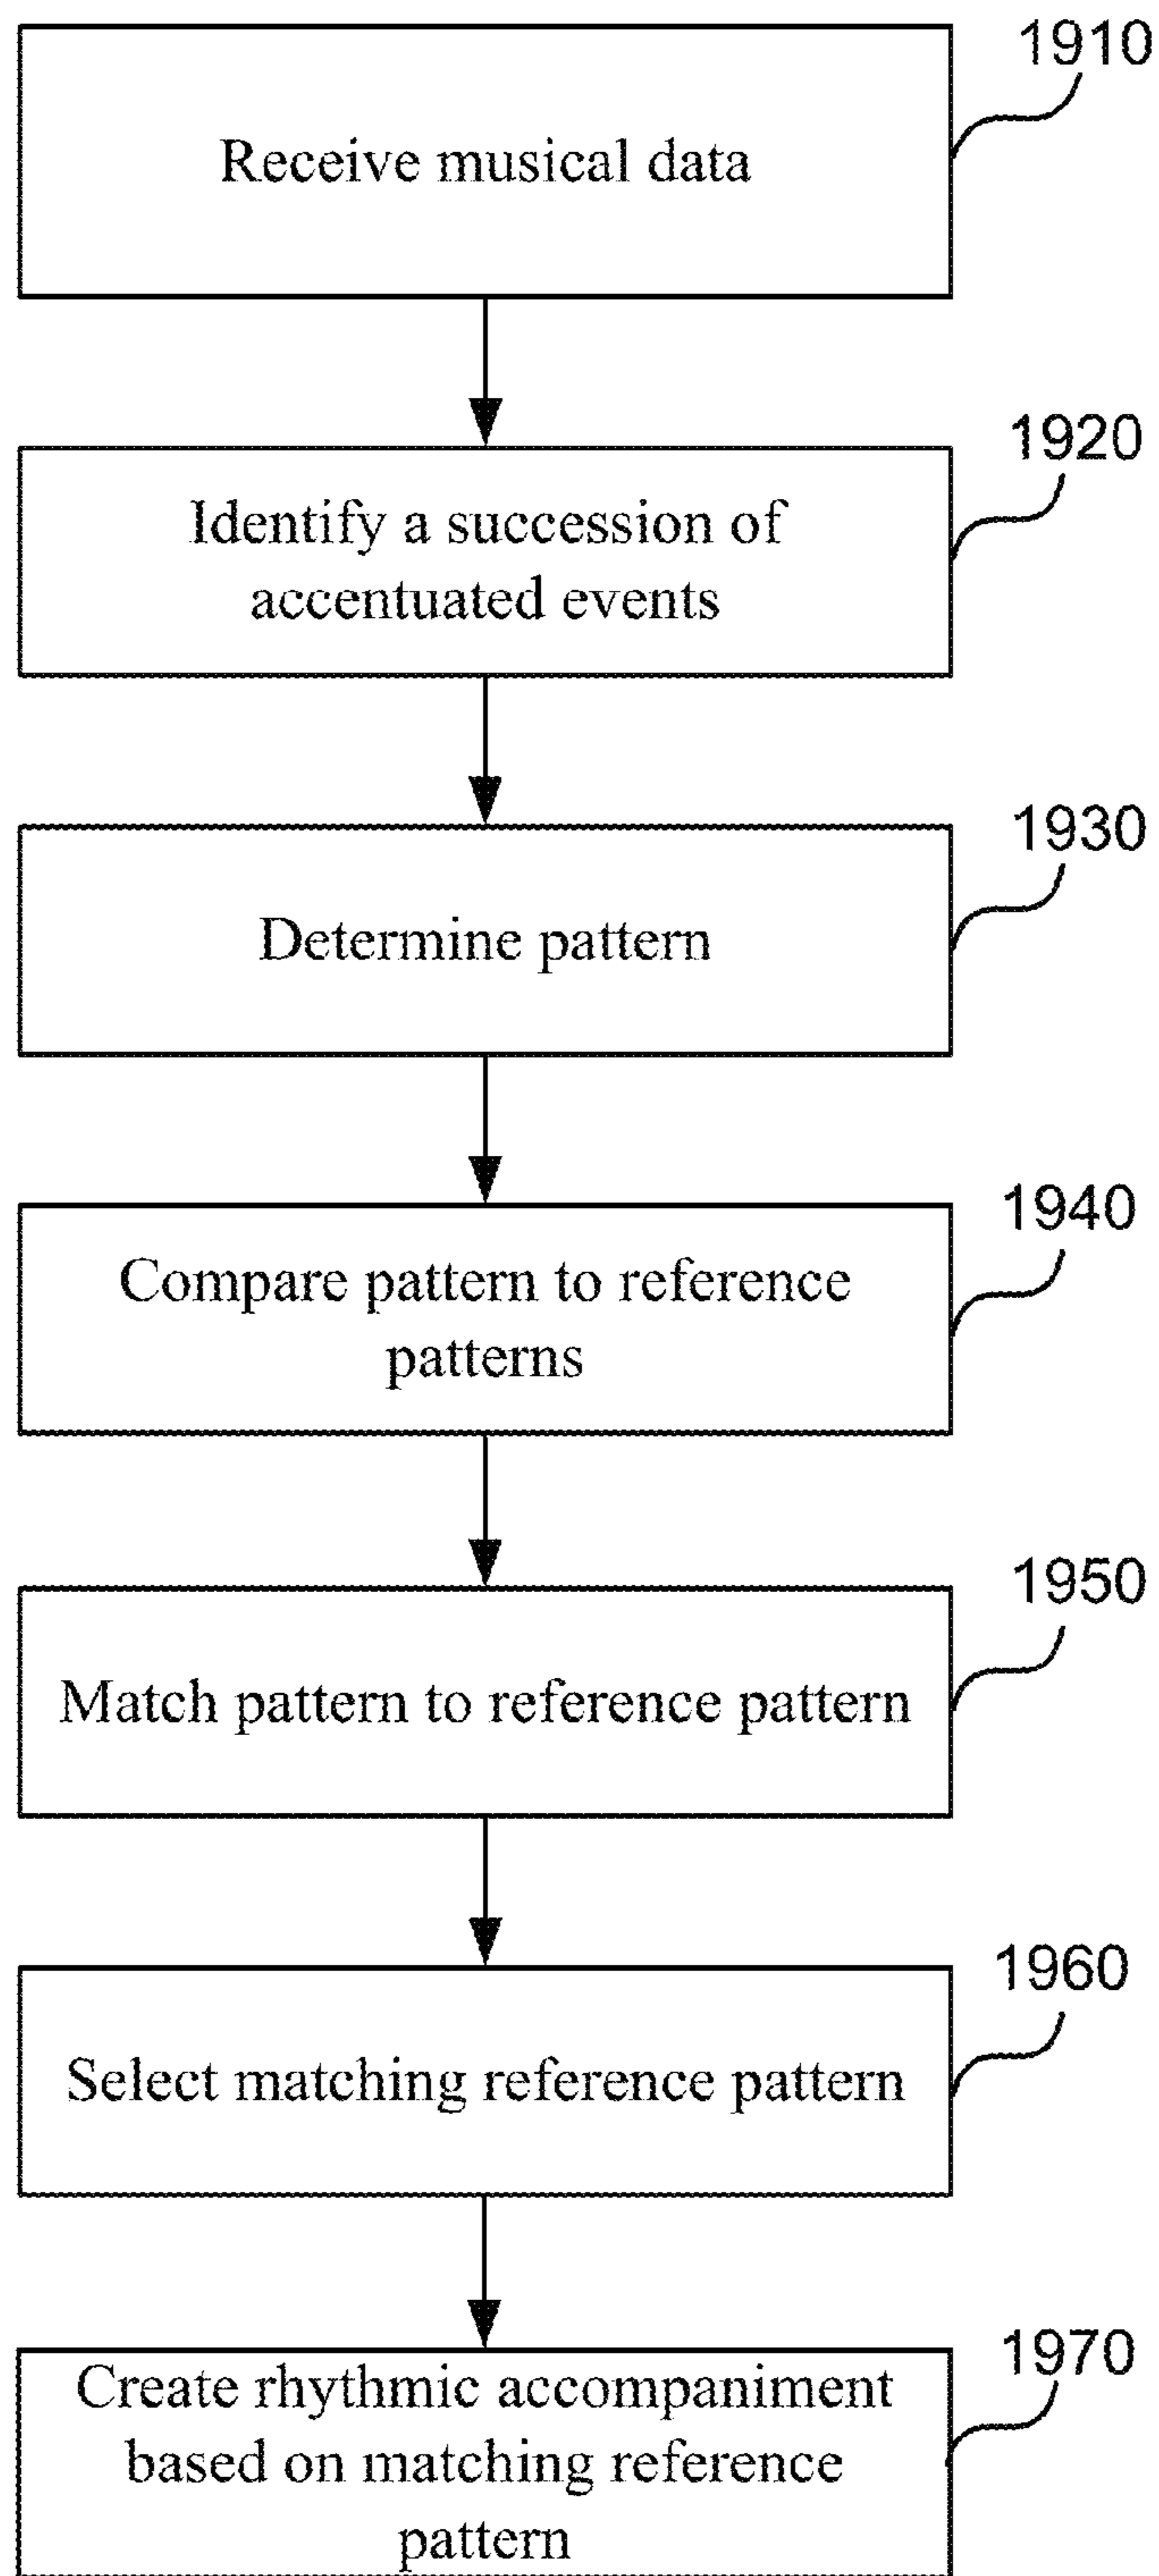 1910
Receive musical data
1920
Identify a succession of
accentuated events
1930
Determine pattern
1940
Compare pattern to reference
patterns
1950
Match pattern to reference pattern
1960
Select matching reference pattern
1970
Create rhythmic accompaniment
based on matching reference
pattern